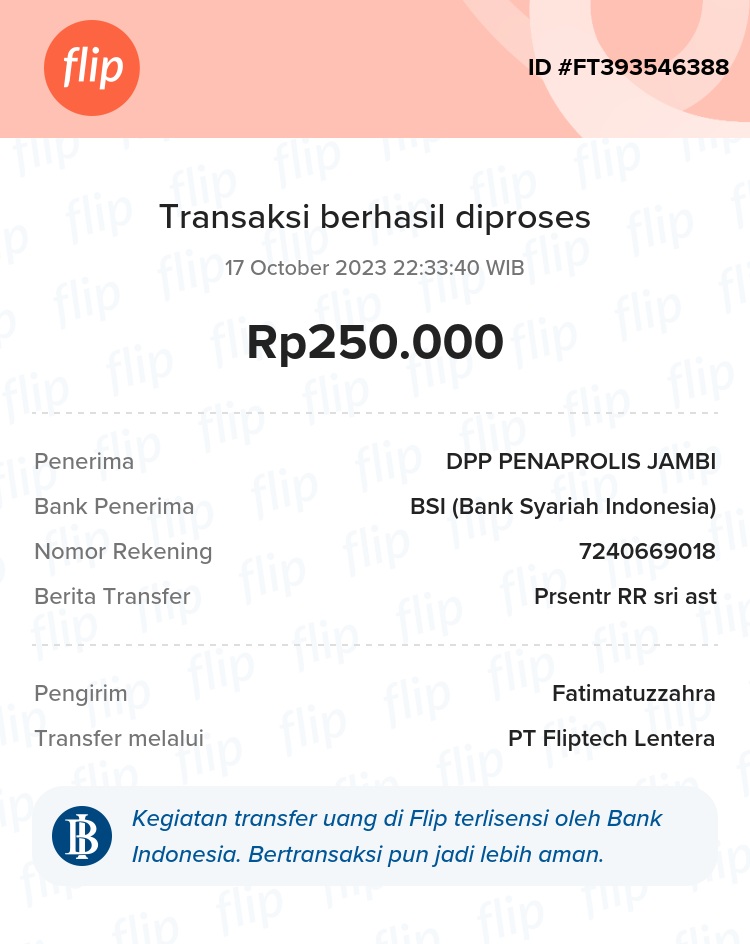 flip
ID #FT393546388
Transaksi berhasil diproses
17 October 2023 22:33:40 WIB
Rp250.000
Penerima DPP PENAPROLIS JAMBI
Bank Penerima BSI (Bank Syariah Indonesia)
Nomor Rekening 7240669018
Berita Transfer Prsentr RR sri ast
Pengirim Fatimatuzzahra
Transfer melalui PT Fliptech Lentera
Kegiatan transfer uang di Flip terlisensi oleh Bank
Indonesia. Bertransaksi pun jadi lebih aman.